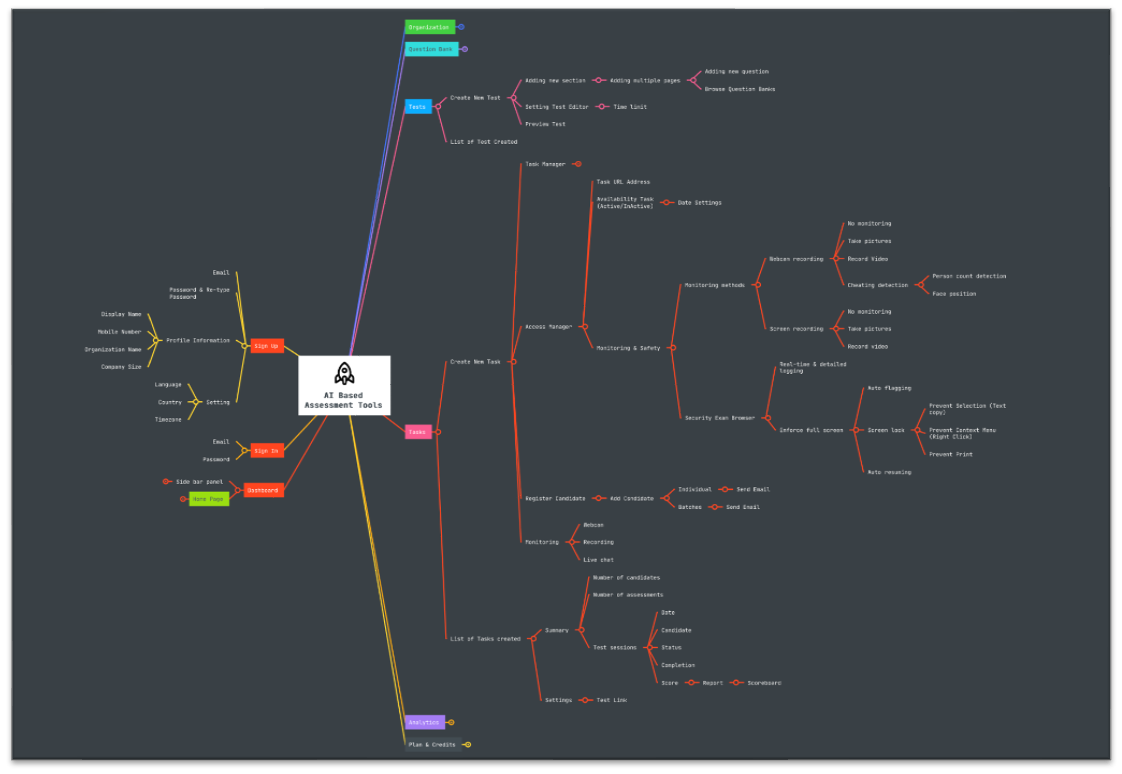 Organization
Question Bank
Tests
Create New Test
Adding new section
Adding multiple pages
Adding new question
Browse Question Banks
Setting Test Editor
Time limit
Preview Test
List of Test Created
Task Manager
Task URL Address
Availability Task
(Active/InActive)
Date Settings
Access Manager
Monitoring & Safety
Monitoring methods
Webcam recording
No monitoring
Take pictures
Record Video
Cheating detection
Person count detection
Face position
Screen recording
No monitoring
Take pictures
Record video
Security Exam Browser
Real-time & detailed
logging
Enforce full screen
Auto flagging
Screen lock
Prevent Selection (Text
copy)
Prevent Context Menu
(Right Click)
Prevent Print
Auto resuming
Tasks
Create New Task
Register Candidate
Add Candidate
Individual
Send Email
Batches
Send Email
Monitoring
Webcam
Recording
Live chat
List of Tasks created
Summary
Number of candidates
Number of assessments
Test sessions
Date
Candidate
Status
Completion
Score
Report
Scoreboard
Settings
Test Link
Analytics
Plan & Credits
AI Based
Assessment Tools
Sign Up
Email
Password & Re-type
Password
Profile Information
Display Name
Mobile Number
Organization Name
Company Size
Setting
Language
Country
Timezone
Sign In
Email
Password
Dashboard
Side bar panel
Home Page